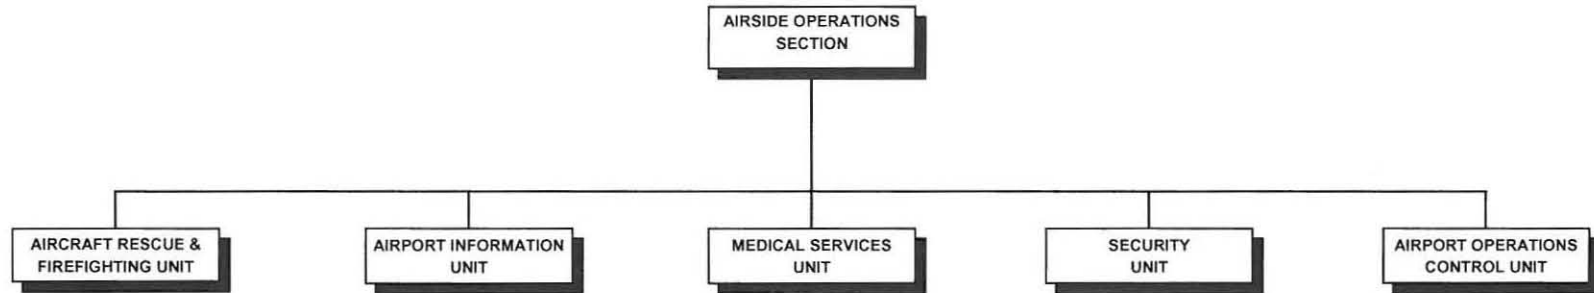 AIRSIDE OPERATIONS
SECTION
AIRCRAFT RESCUE &
FIREFIGHTING UNIT
AIRPORT INFORMATION
UNIT
MEDICAL SERVICES
UNIT
SECURITY
UNIT
AIRPORT OPERATIONS
CONTROL UNIT